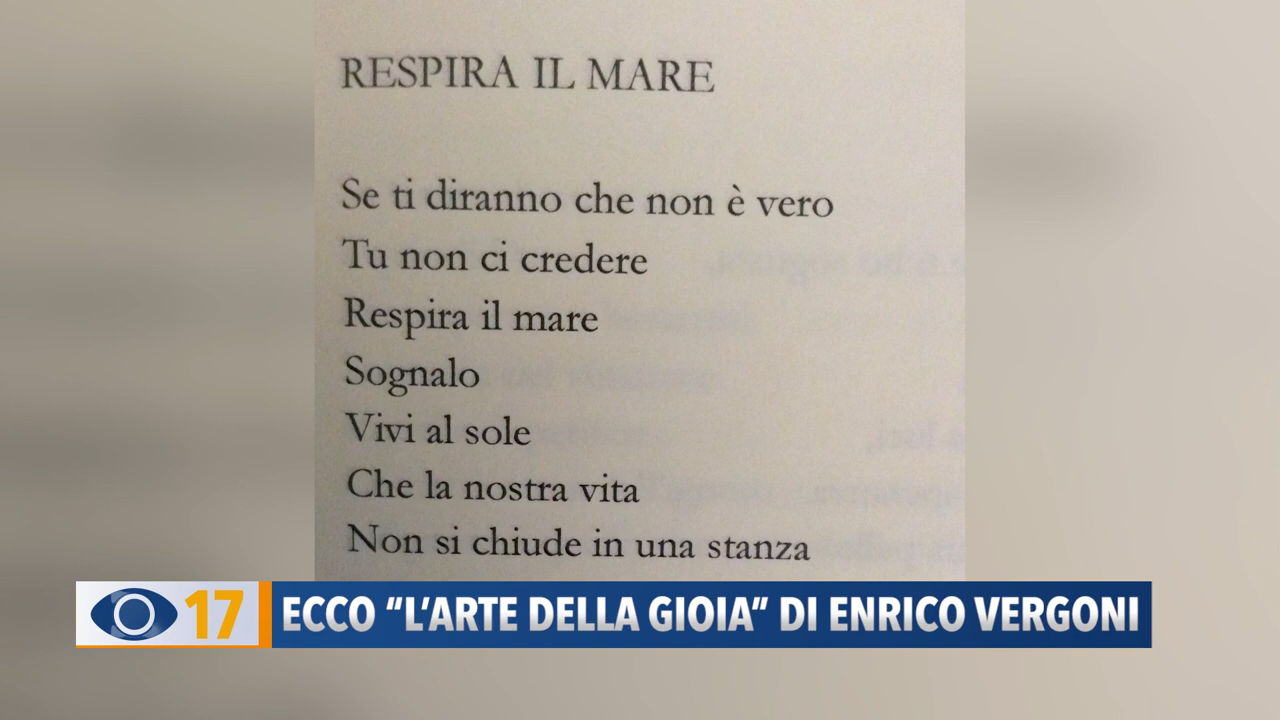 RESPIRA IL MARE
Se ti diranno che non è vero
Tu non ci credere
Respira il mare
Sognalo
Vivi al sole
Che la nostra vita
Non si chiude in una stanza
17 ECCO “L’ARTE DELLA GIOIA” DI ENRICO VERGONI